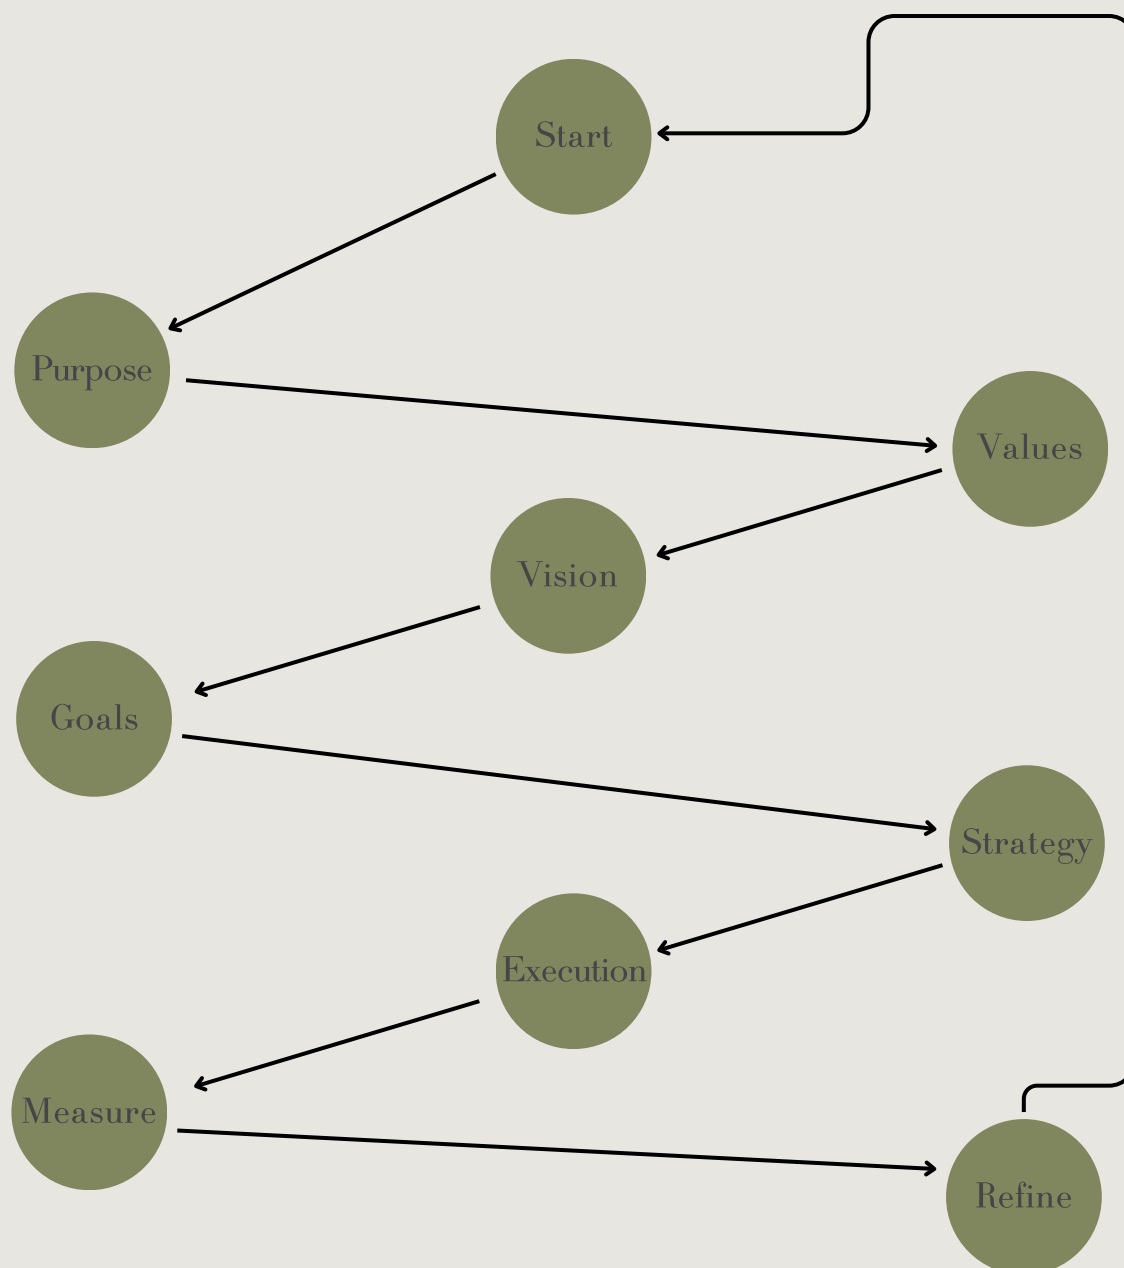 Start
Purpose
Values
Vision
Goals
Strategy
Execution
Measure
Refine